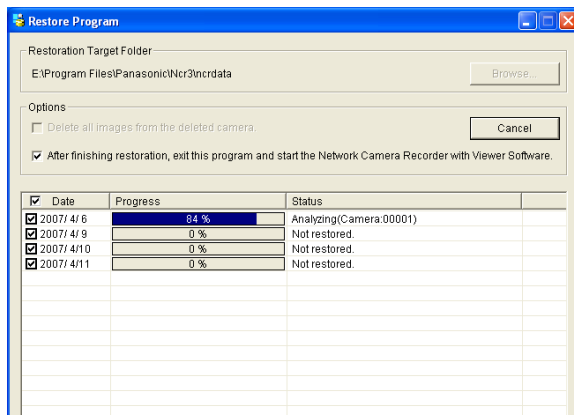 Restore Program
Restoration Target Folder
E:\Program Files\Panasonic\Ncr3\ncrdata
Browse...
Options
Delete all images from the deleted camera.
Cancel
After finishing restoration, exit this program and start the Network Camera Recorder with Viewer Software.
Date Progress Status
2007/ 4/ 6 84 % Analyzing(Camera:00001)
2007/ 4/ 9 0 % Not restored.
2007/ 4/10 0 % Not restored.
2007/ 4/11 0 % Not restored.